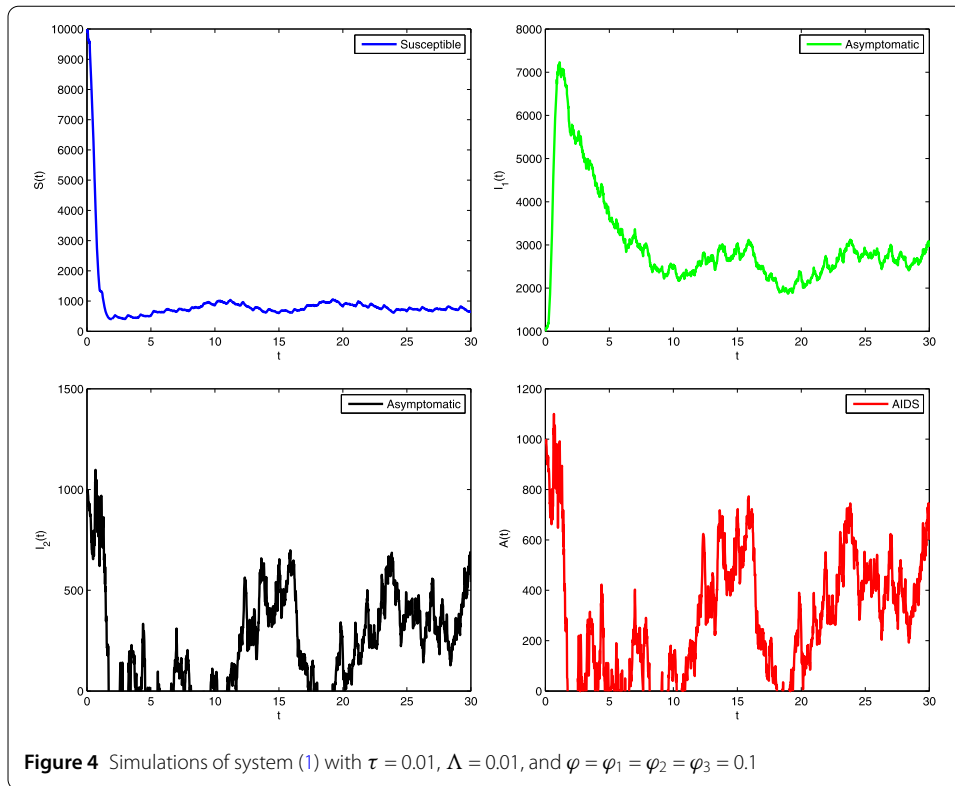 10000
9000
8000
7000
6000
5000
4000
3000
2000
1000
0
S(t)
0 5 10 15 20 25 30
t
Susceptible
8000
7000
6000
5000
4000
3000
2000
1000
I_1(t)
0 5 10 15 20 25 30
t
Asymptomatic
1500
1000
500
0
I_2(t)
0 5 10 15 20 25 30
t
Asymptomatic
1200
1000
800
600
400
200
0
A(t)
0 5 10 15 20 25 30
t
AIDS
Figure 4 Simulations of system (1) with τ = 0.01, Λ = 0.01, and φ = φ₁ = φ₂ = φ₃ = 0.1